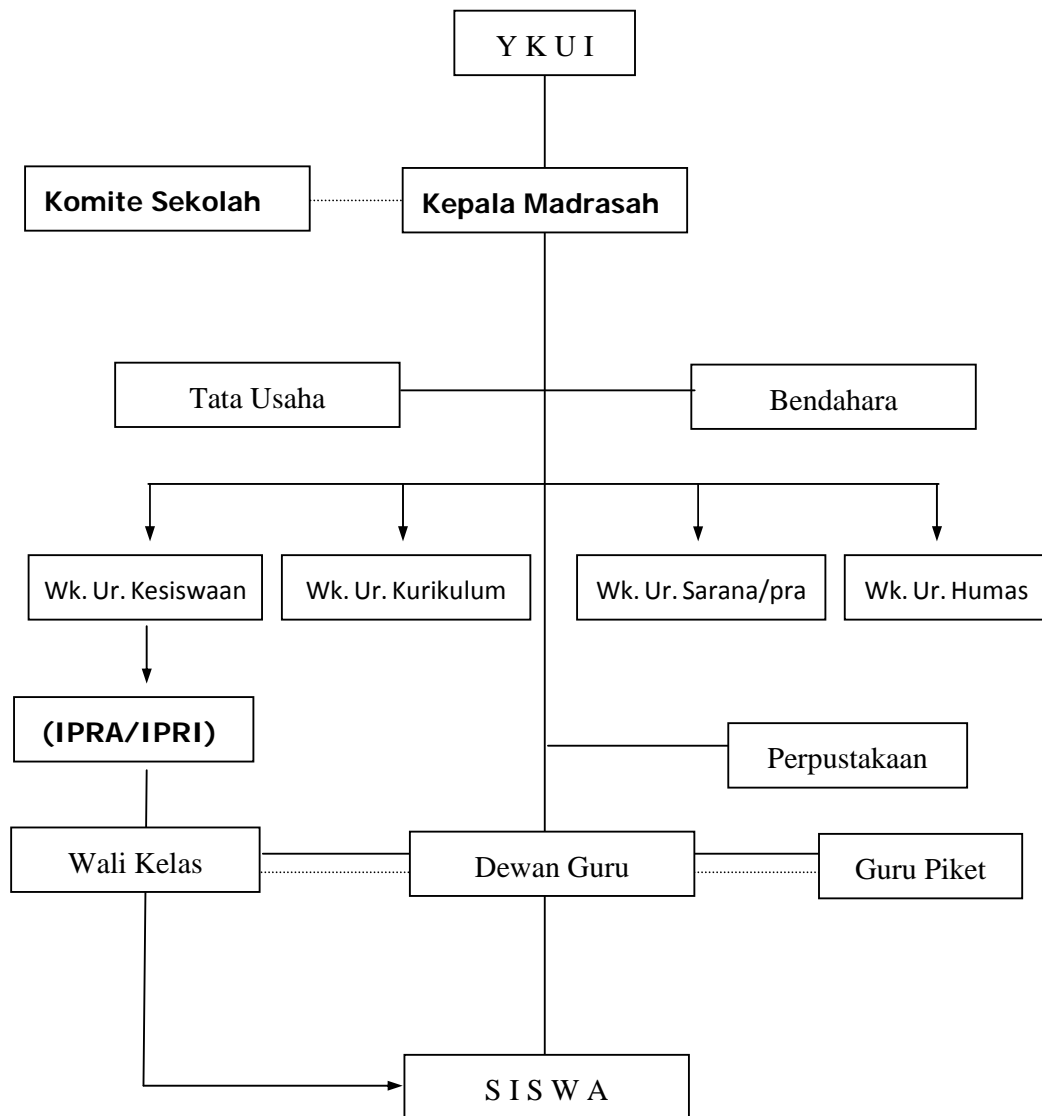 Y K U I
Komite Sekolah
Kepala Madrasah
Tata Usaha
Bendahara
Wk. Ur. Kesiswaan
Wk. Ur. Kurikulum
Wk. Ur. Sarana/pra
Wk. Ur. Humas
(IPRA/IPRI)
Perpustakaan
Wali Kelas
Dewan Guru
Guru Piket
S I S W A